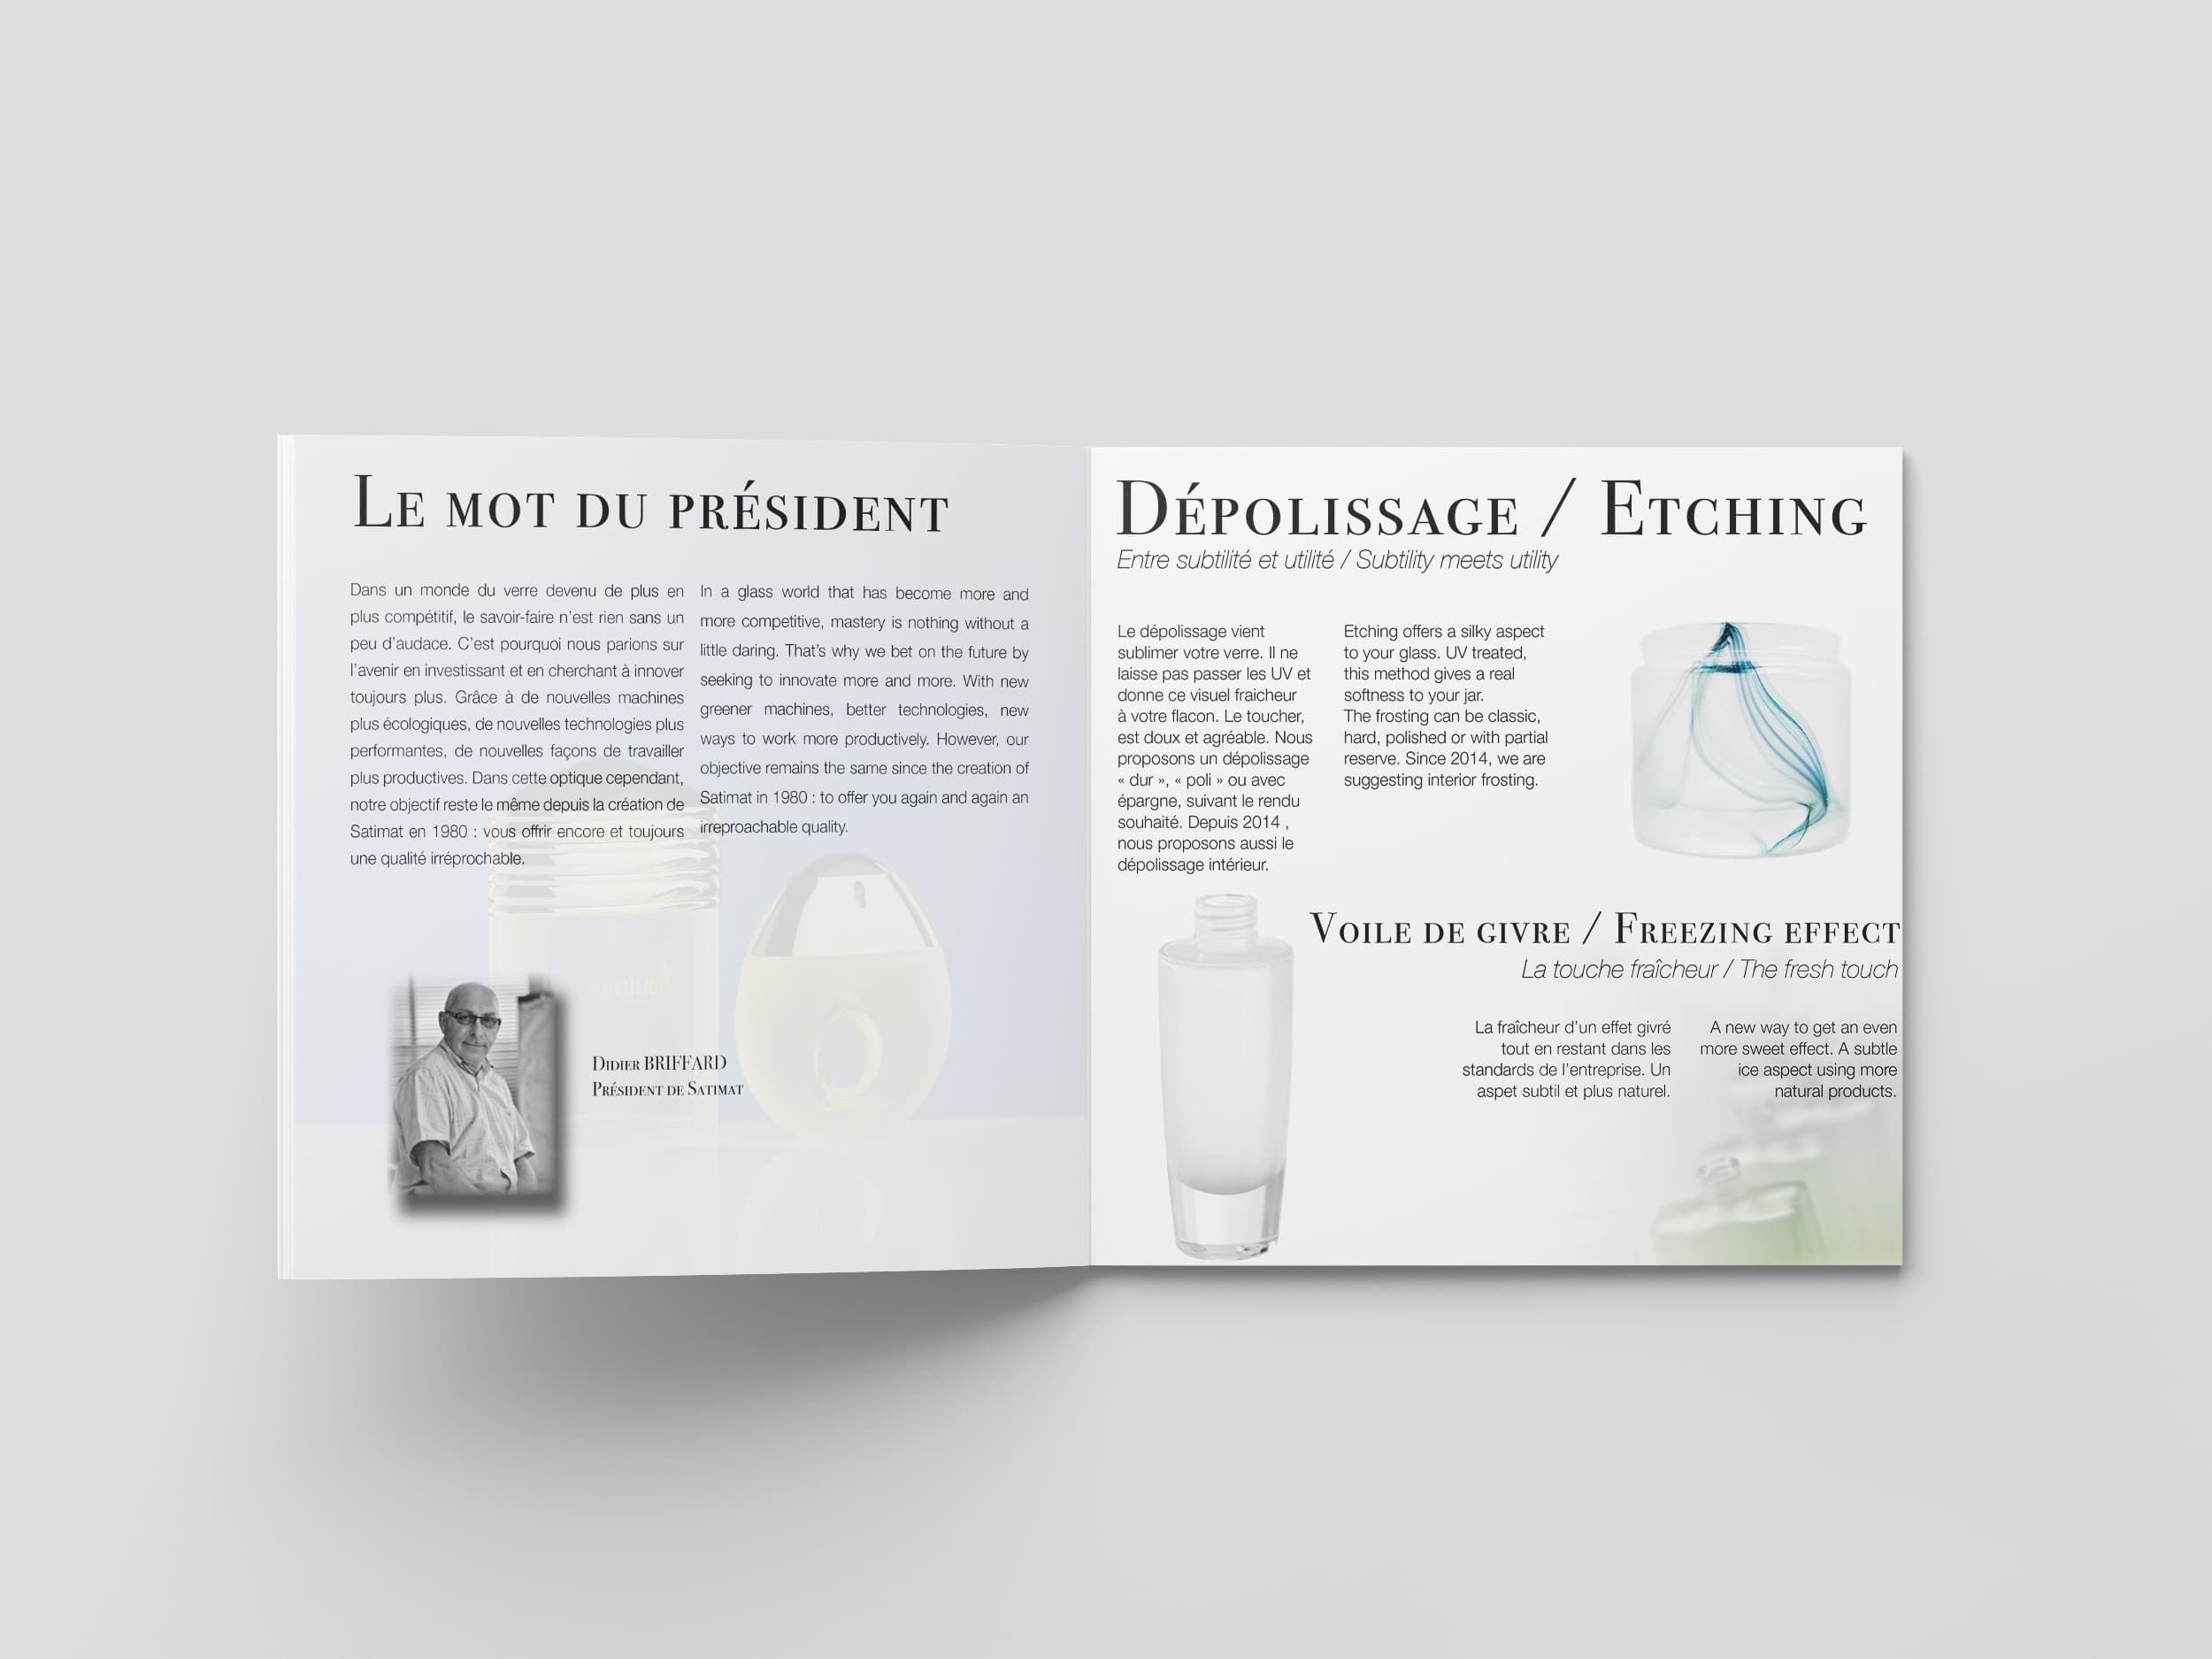 Le mot du président
Dans un monde du verre devenu de plus en
plus compétitif, le savoir-faire n'est rien sans un
peu d'audace. C'est pourquoi nous parions sur
l'avenir en investissant et en cherchant à innover
toujours plus. Grâce à de nouvelles machines
plus écologiques, de nouvelles technologies plus
performantes, de nouvelles façons de travailler
plus productives. Dans cette optique cependant,
notre objectif reste le même depuis la création de
Satimat en 1980 : vous offrir encore et toujours
une qualité irréprochable.
In a glass world that has become more and
more competitive, mastery is nothing without a
little daring. That's why we bet on the future by
seeking to innovate more and more. With new
greener machines, better technologies, new
ways to work more productively. However, our
objective remains the same since the creation of
Satimat in 1980 : to offer you again and again an
irreproachable quality.
Didier BRIFFARD
Président de Satimat
Dépolissage / Etching
Entre subtilité et utilité / Subtility meets utility
Le dépolissage vient
sublimer votre verre. Il ne
laisse pas passer les UV et
donne ce visuel fraicheur
à votre flacon. Le toucher,
est doux et agréable. Nous
proposons un dépolissage
« dur », « poli » ou avec
épargne, suivant le rendu
souhaité. Depuis 2014 ,
nous proposons aussi le
dépolissage intérieur.
Etching offers a silky aspect
to your glass. UV treated,
this method gives a real
softness to your jar.
The frosting can be classic,
hard, polished or with partial
reserve. Since 2014, we are
suggesting interior frosting.
Voile de givre / Freezing effect
La touche fraîcheur / The fresh touch
La fraîcheur d'un effet givré
tout en restant dans les
standards de l'entreprise. Un
aspet subtil et plus naturel.
A new way to get an even
more sweet effect. A subtle
ice aspect using more
natural products.